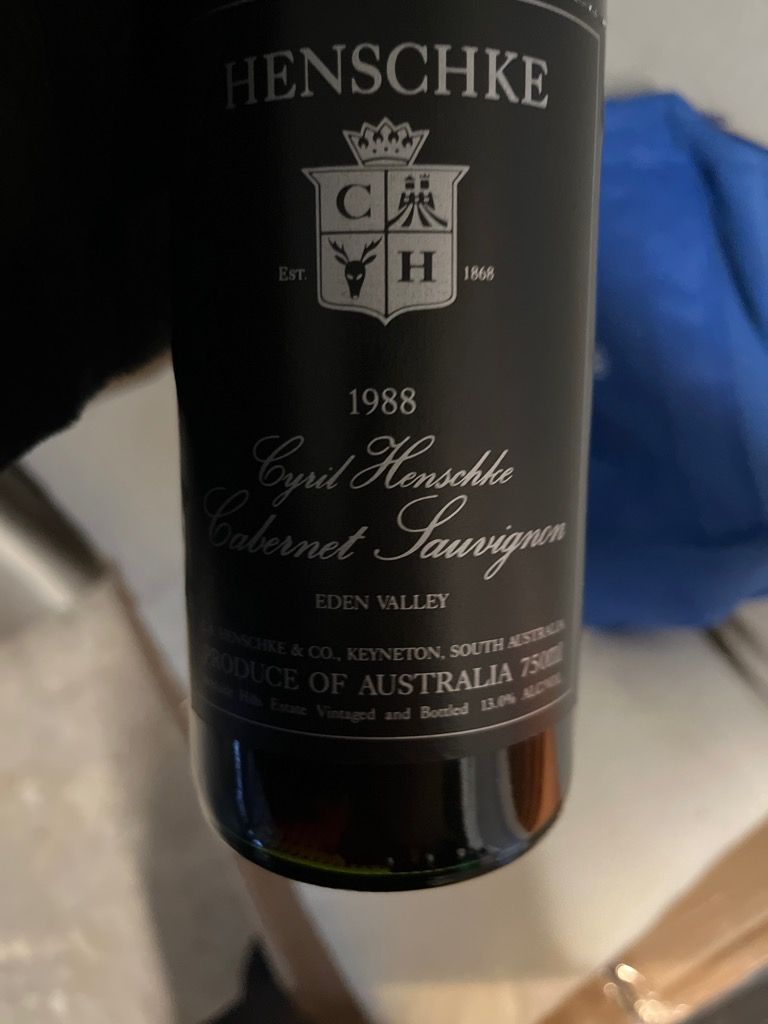 HENSCHKE
C
H
EST. 1868
1988
Cyril Henschke
Cabernet Sauvignon
EDEN VALLEY
HENSCHKE & CO., KEYNETON, SOUTH AUSTRALIA
PRODUCE OF AUSTRALIA 750ml
Hills Estate Vintaged and Bottled 13.0% ALC/VOL